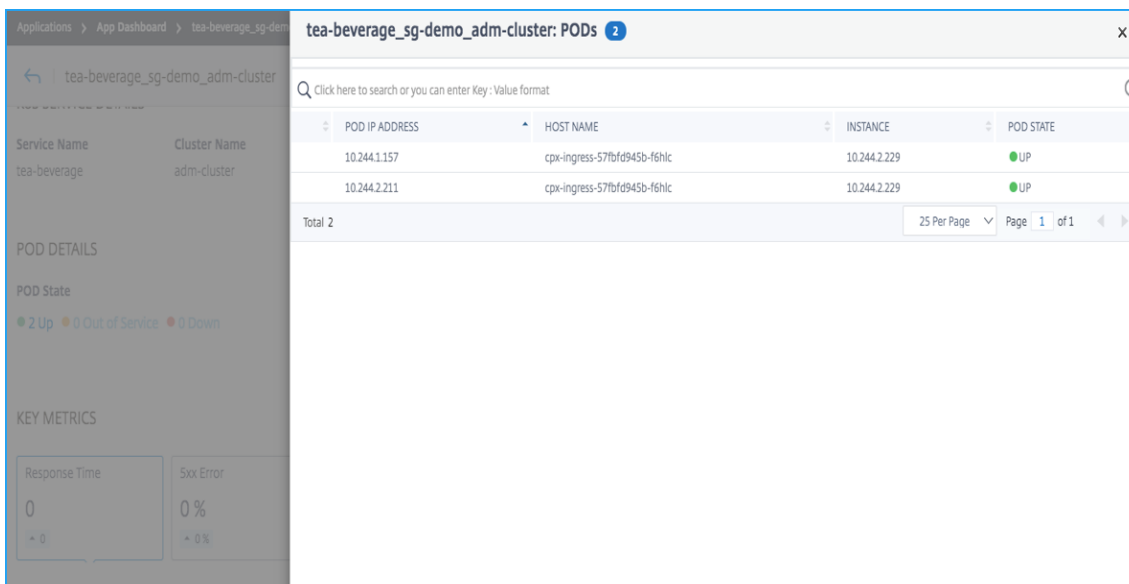 Applications > App Dashboard > tea-beverage_sg-dem
tea-beverage_sg-demo_adm-cluster
Service Name Cluster Name
tea-beverage adm-cluster
POD DETAILS
POD State
2 Up 0 Out of Service 0 Down
KEY METRICS
Response Time 5xx Error
0 0 %
0 0 %
tea-beverage_sg-demo_adm-cluster: PODs 2 X
Click here to search or you can enter Key : Value format
POD IP ADDRESS HOST NAME INSTANCE POD STATE
10.244.1.157 cpx-ingress-57fbfd945b-f6hlc 10.244.2.229 UP
10.244.2.211 cpx-ingress-57fbfd945b-f6hlc 10.244.2.229 UP
Total 2 25 Per Page Page 1 of 1